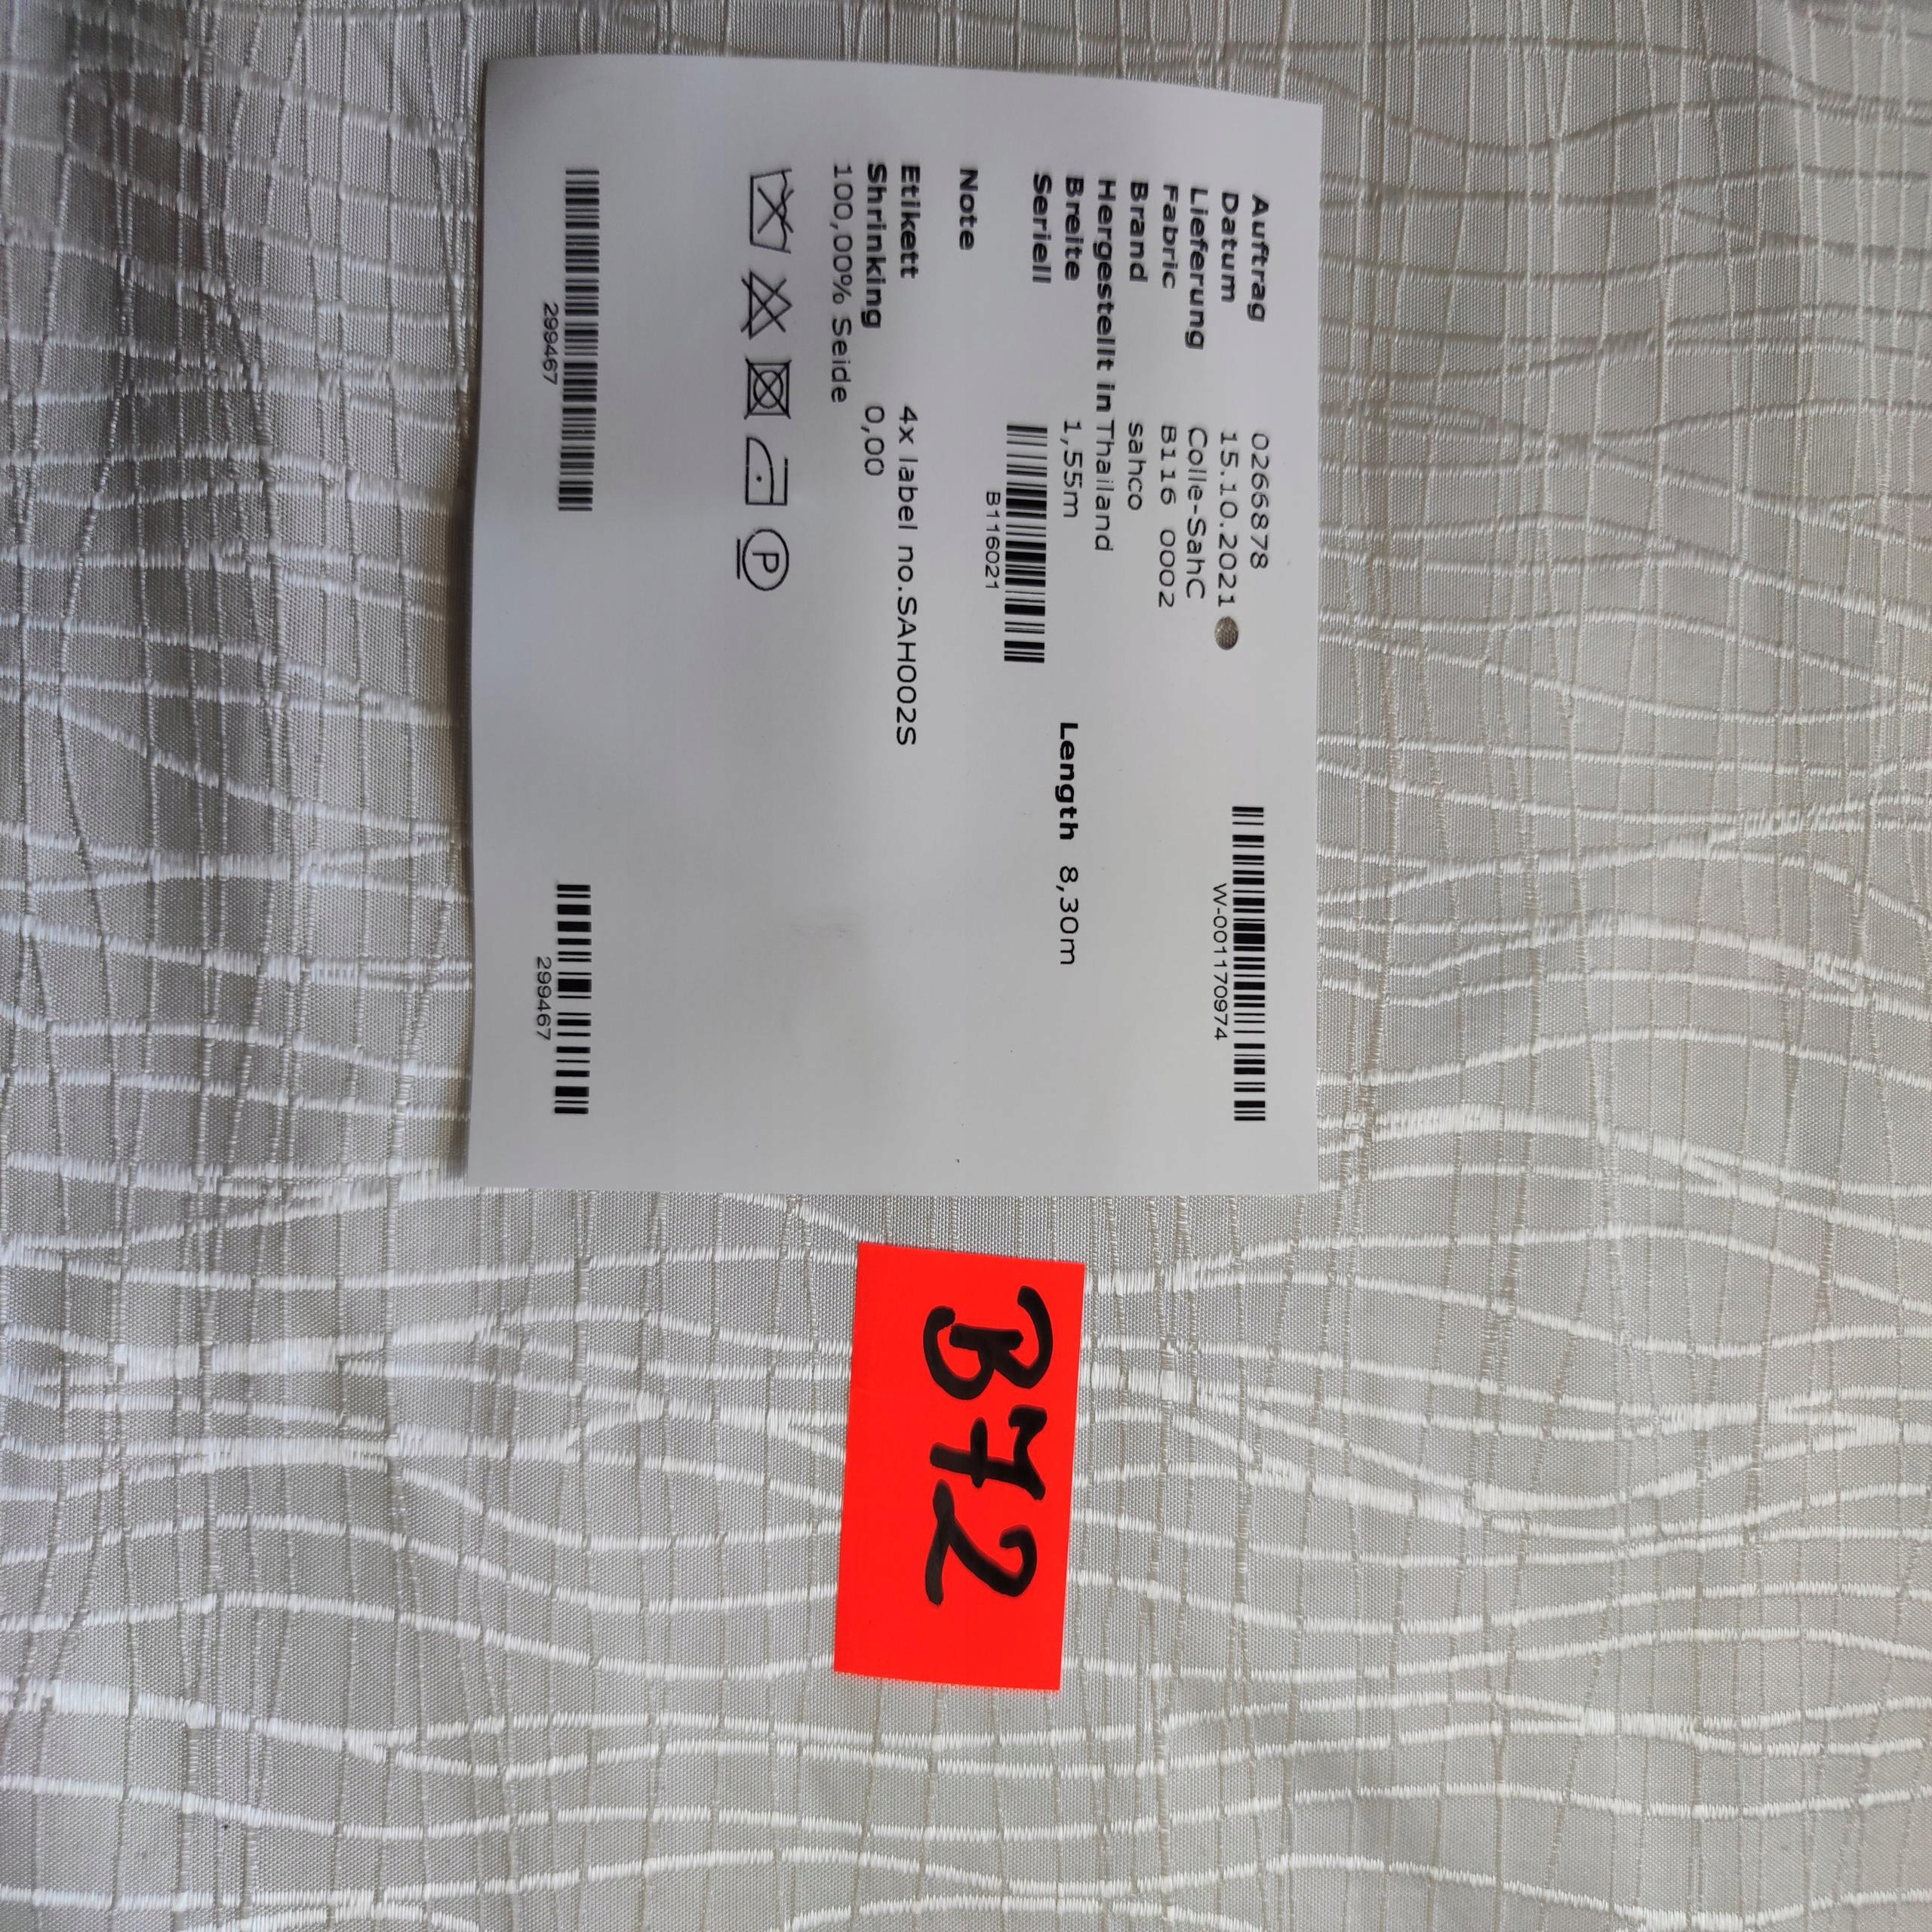 Auftrag 0266878
W-001170974
Datum 15.10.2021
Lieferung Colle-SahC
Fabric B116 0002
Brand sahco
Hergestellt in Thailand
Breite 1,55m Length 8,30m
Seriell
B116021
Note
Etikett 4x label no.SAH002S
Shrinking 0,00
100,00% Seide
P
299467 299467
B72